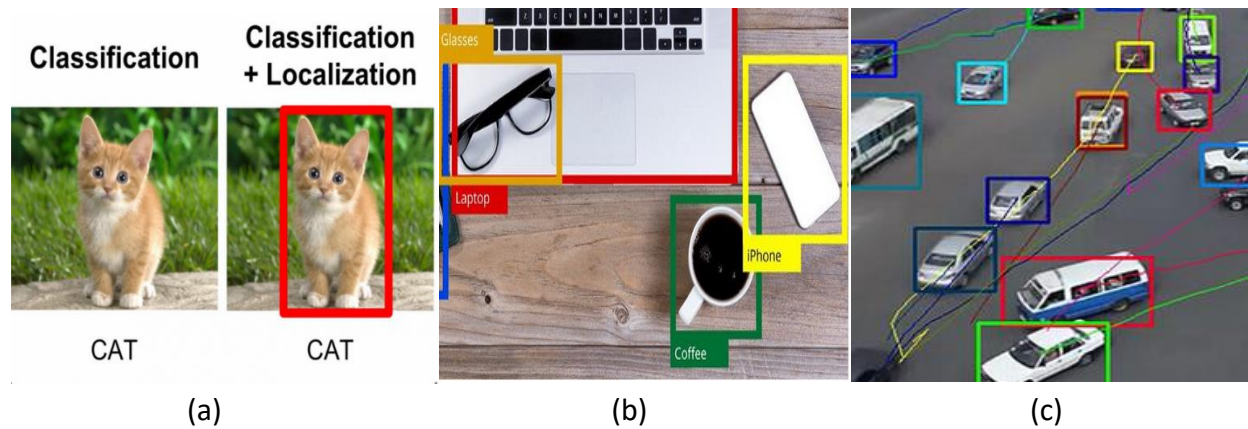 Classification
Classification
+ Localization
CAT
CAT
Glasses
Laptop
iPhone
Coffee
(a)
(b)
(c)